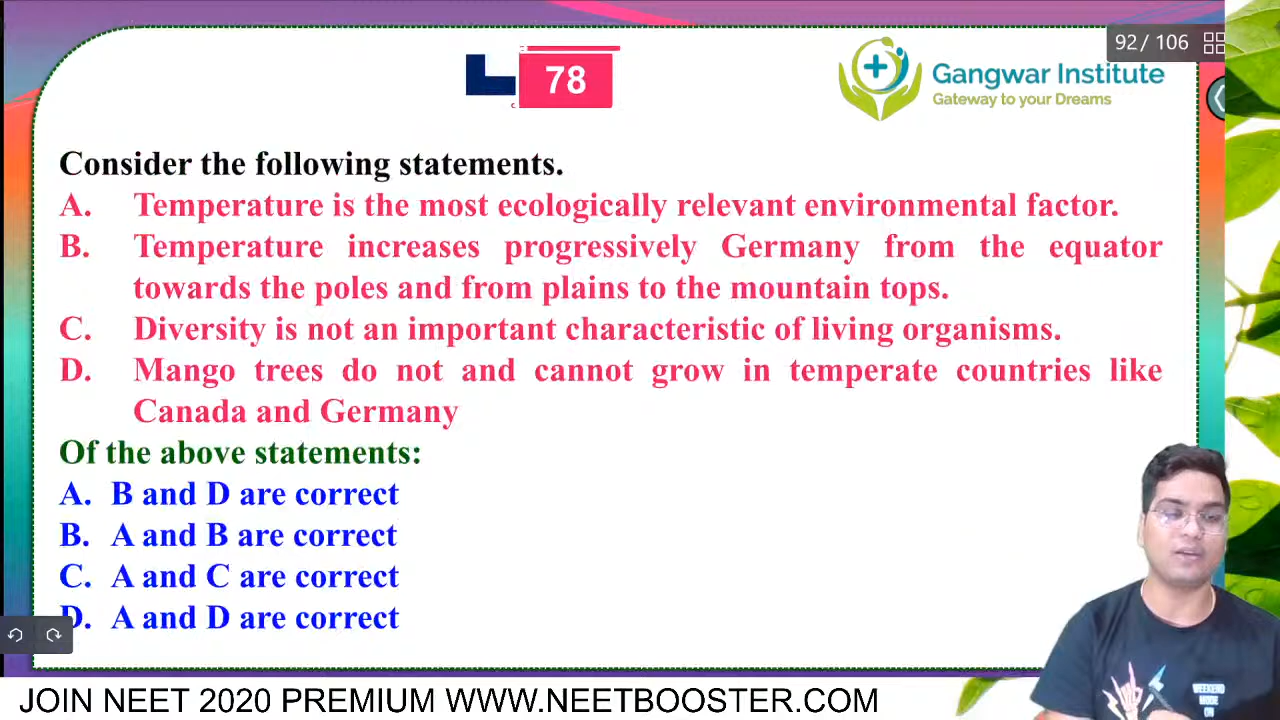 92 / 106
78
Gangwar Institute
Gateway to your Dreams
Consider the following statements.
A. Temperature is the most ecologically relevant environmental factor.
B. Temperature increases progressively Germany from the equator
towards the poles and from plains to the mountain tops.
C. Diversity is not an important characteristic of living organisms.
D. Mango trees do not and cannot grow in temperate countries like
Canada and Germany
Of the above statements:
A. B and D are correct
B. A and B are correct
C. A and C are correct
D. A and D are correct
WEEKEND
MODE
ON
JOIN NEET 2020 PREMIUM WWW.NEETBOOSTER.COM